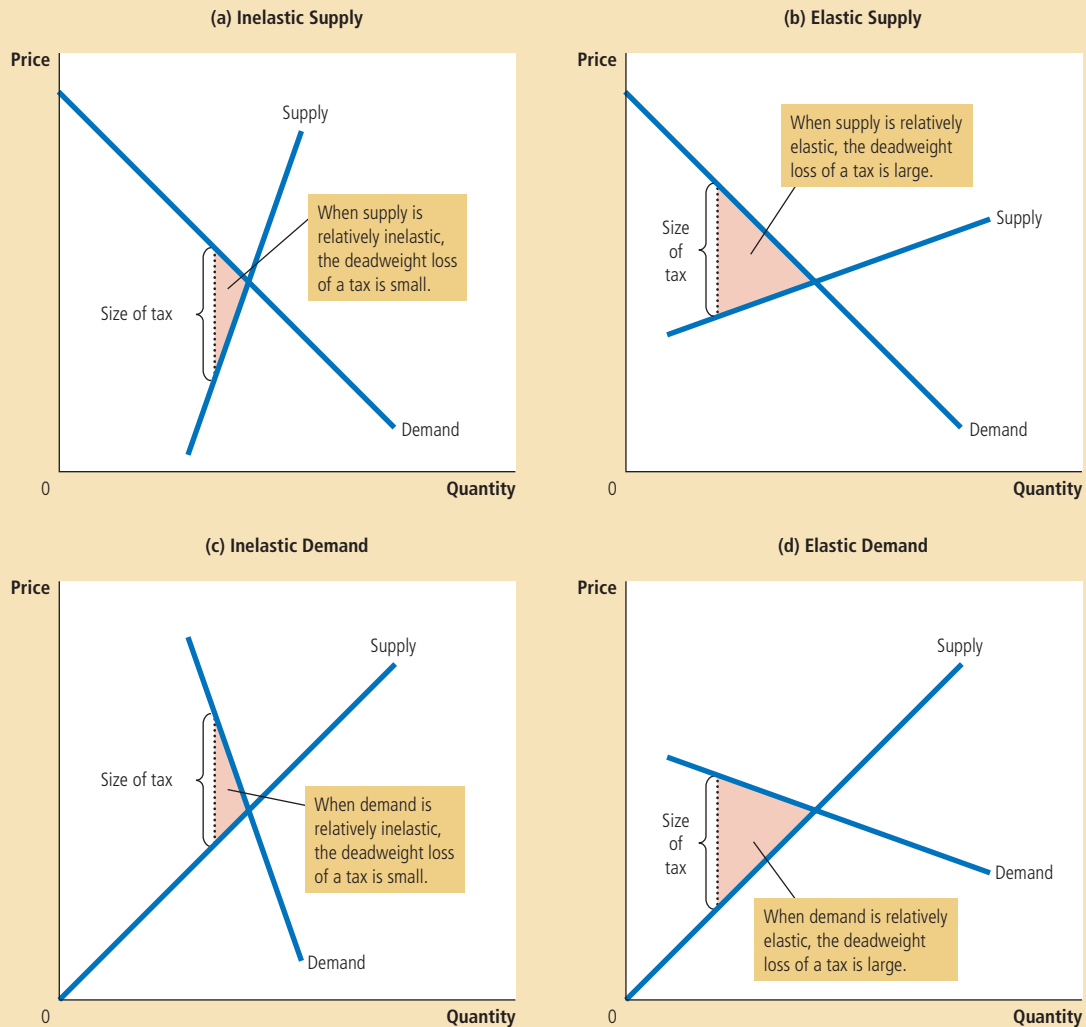 (a) Inelastic Supply
Price
Supply
When supply is
relatively inelastic,
the deadweight loss
of a tax is small.
Size of tax
Demand
0
Quantity
(b) Elastic Supply
Price
When supply is relatively
elastic, the deadweight
loss of a tax is large.
Size
of
tax
Supply
Demand
0
Quantity
(c) Inelastic Demand
Price
Supply
Size of tax
When demand is
relatively inelastic,
the deadweight loss
of a tax is small.
Demand
0
Quantity
(d) Elastic Demand
Price
Supply
Size
of
tax
Demand
When demand is relatively
elastic, the deadweight
loss of a tax is large.
0
Quantity